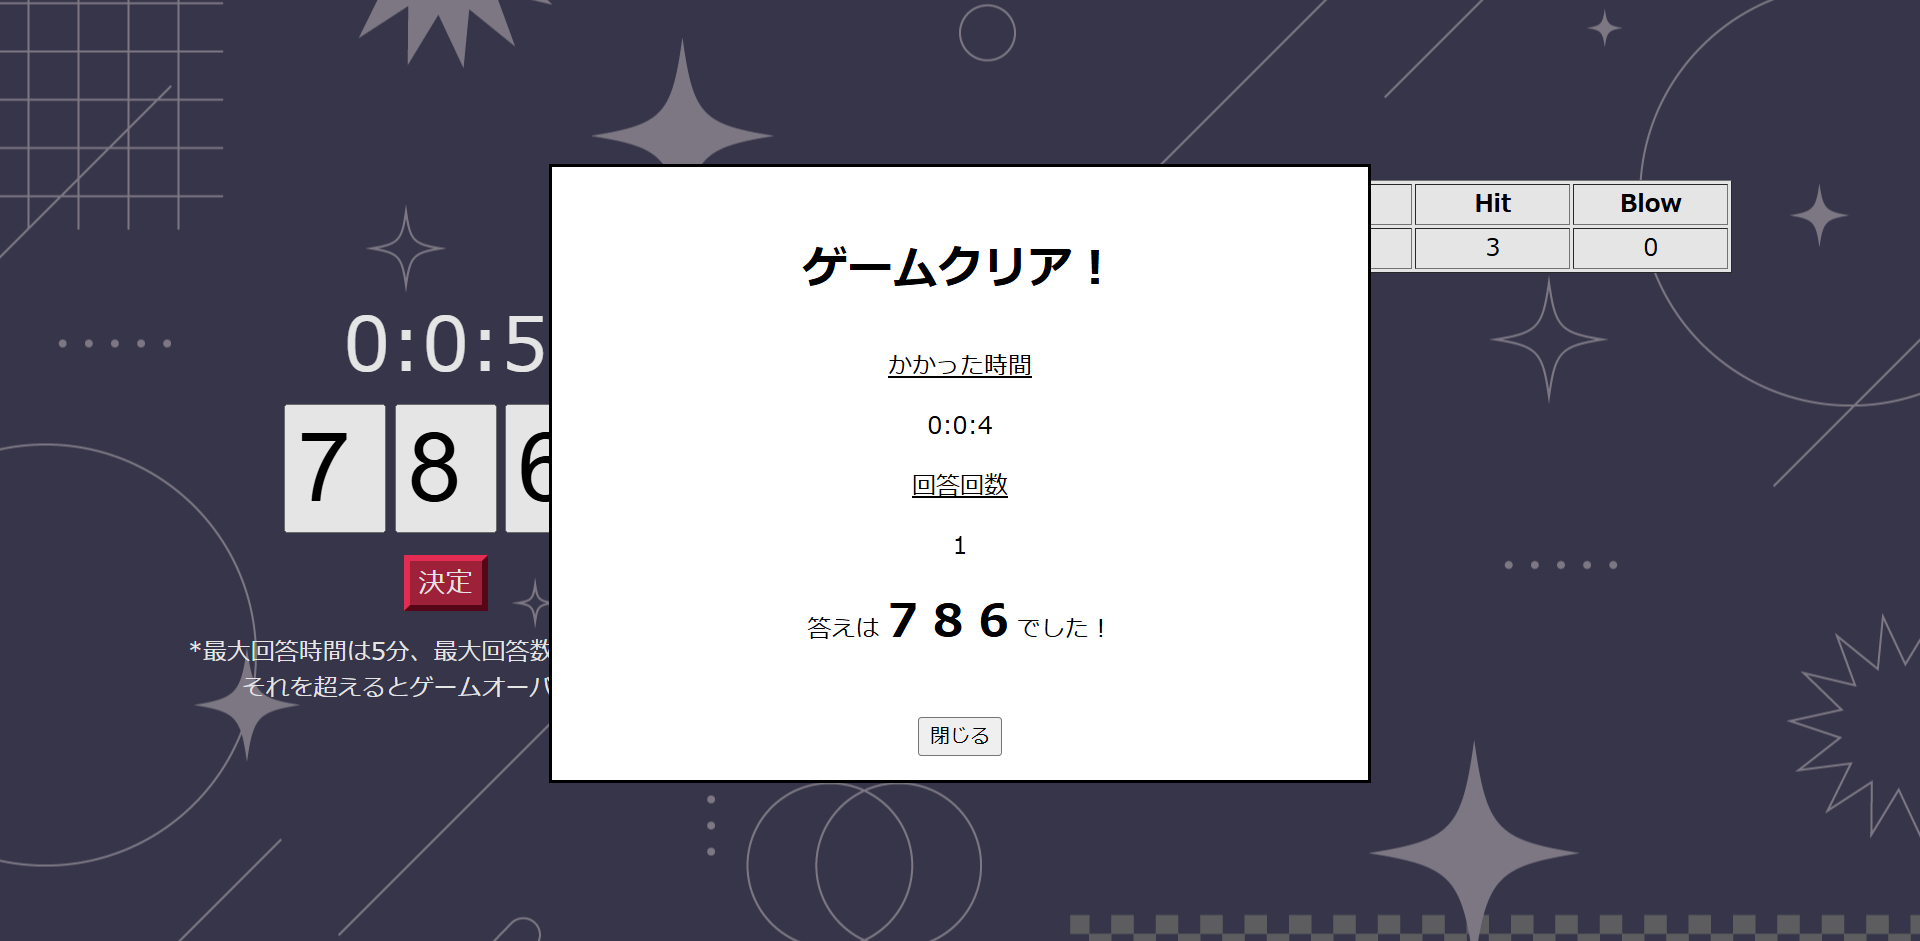 Hit Blow
3 0
0:0:5
7 8 6
決定
*最大回答時間は5分、最大回答数
それを超えるとゲームオーバ
ゲームクリア！
かかった時間
0:0:4
回答回数
1
答えは 7 8 6 でした！
閉じる